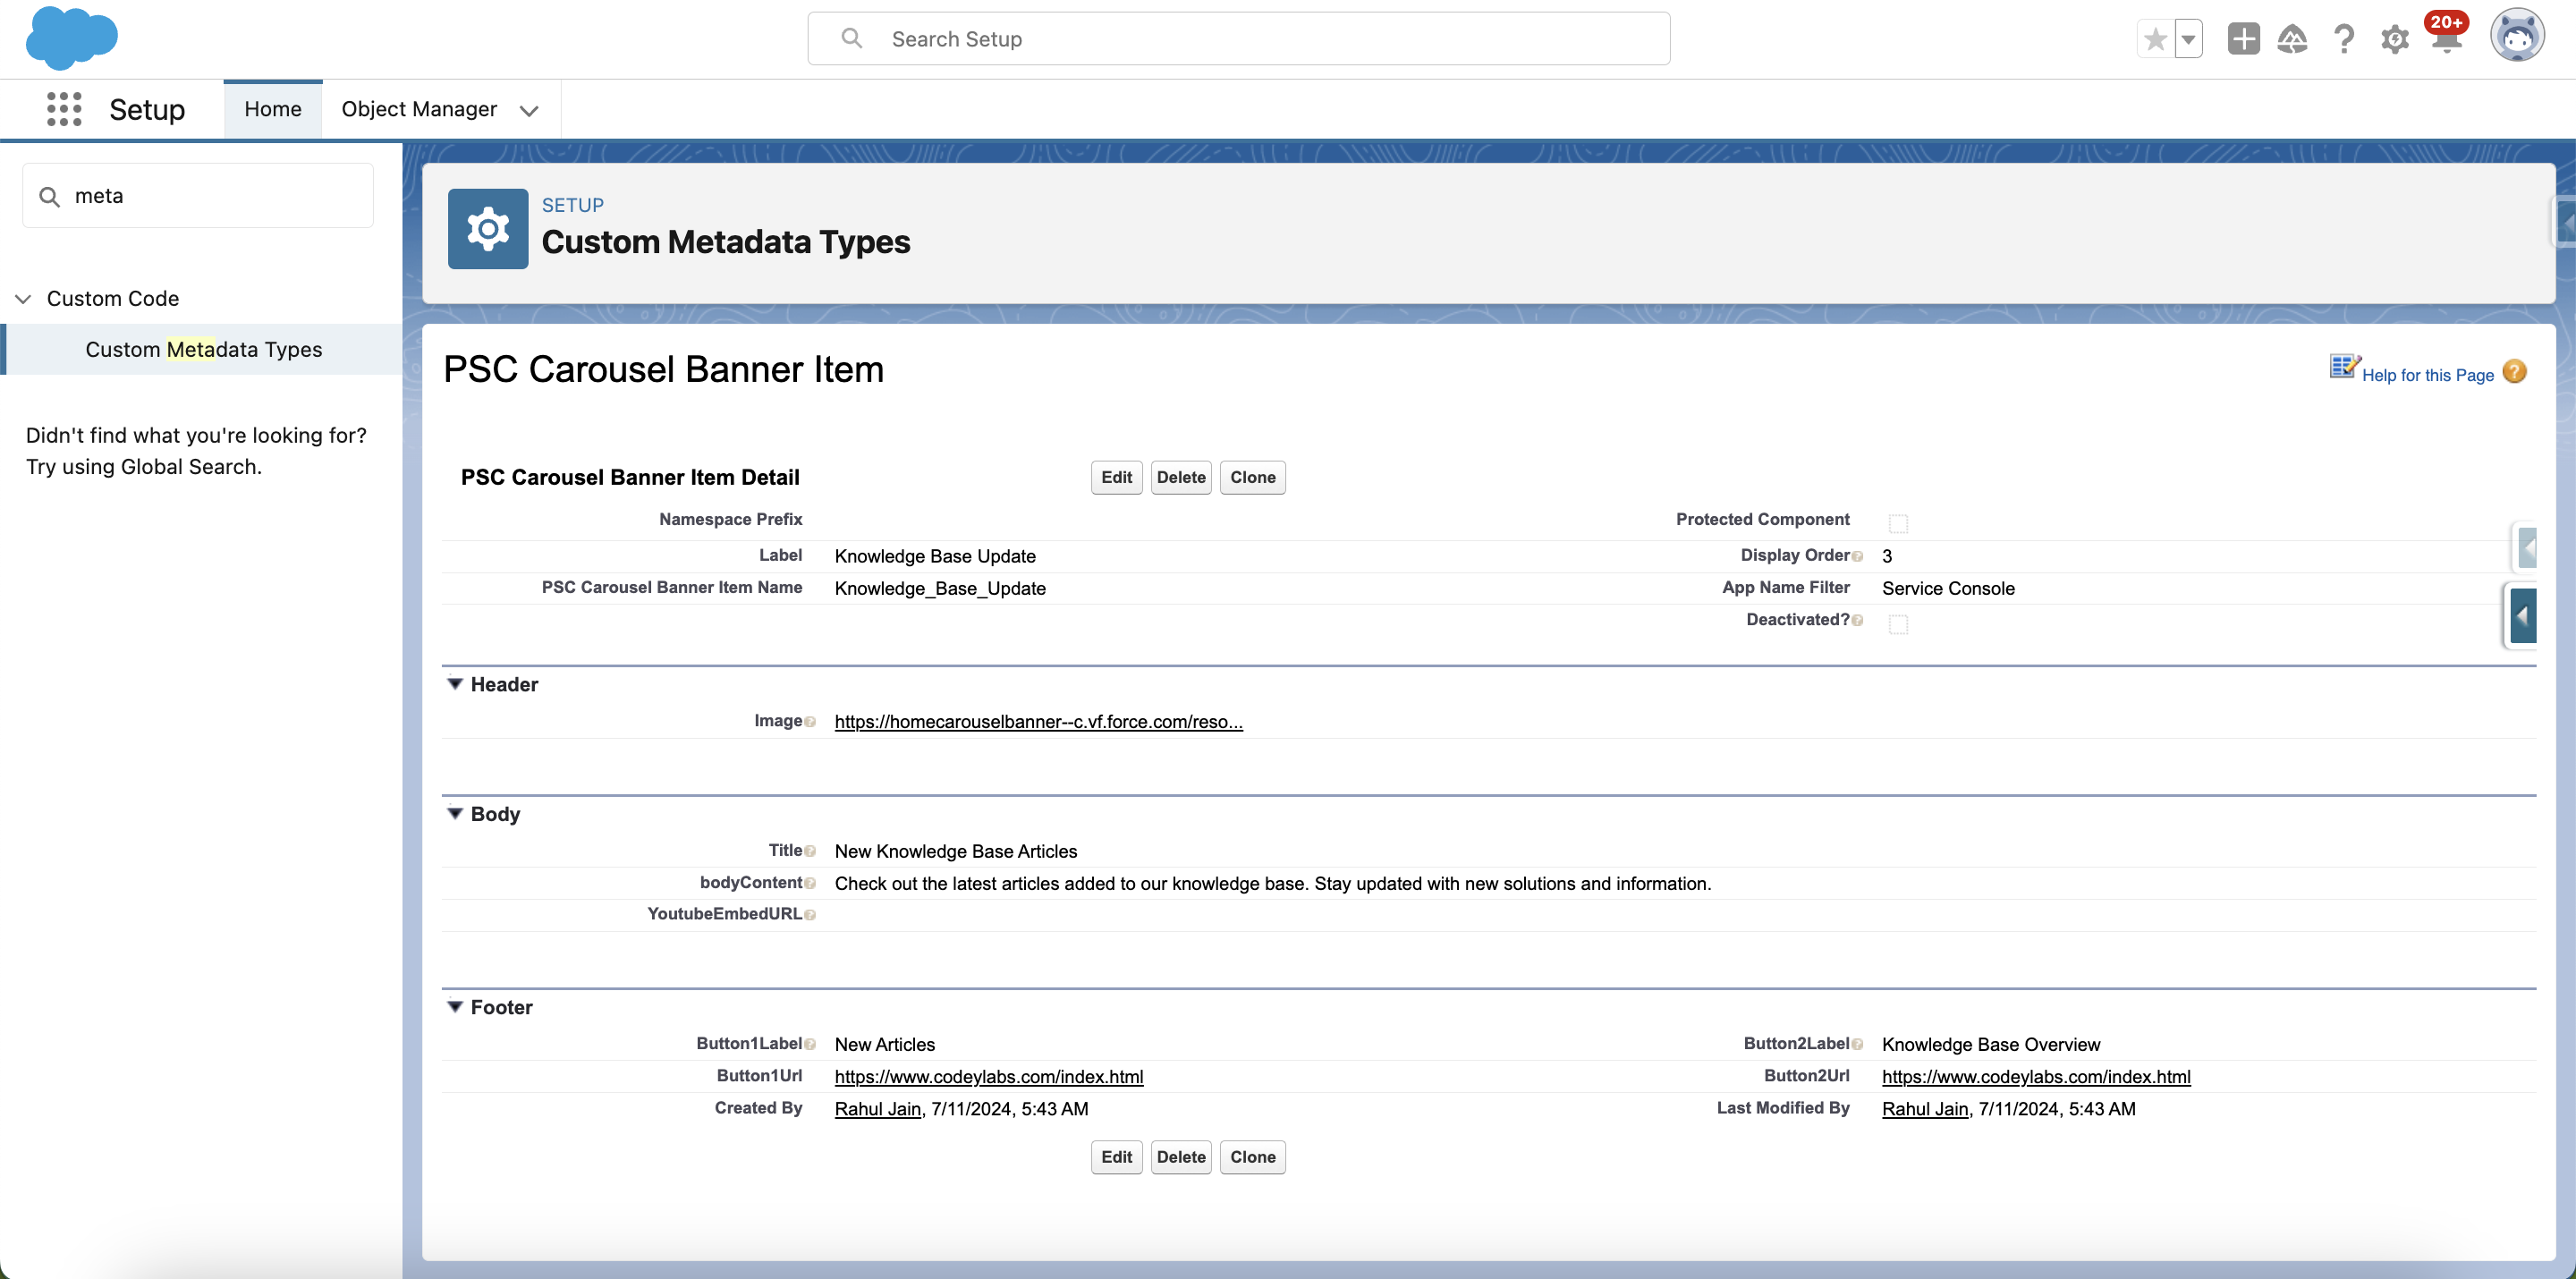 Search Setup
20+
Setup
Home
Object Manager
meta
Custom Code
Custom Metadata Types
Didn't find what you're looking for?
Try using Global Search.
SETUP
Custom Metadata Types
PSC Carousel Banner Item
Help for this Page
PSC Carousel Banner Item Detail
Edit Delete Clone
Namespace Prefix
Protected Component
Label Knowledge Base Update
Display Order 3
PSC Carousel Banner Item Name Knowledge_Base_Update
App Name Filter Service Console
Deactivated?
Header
Image https://homecarouselbanner--c.vf.force.com/reso...
Body
Title New Knowledge Base Articles
bodyContent Check out the latest articles added to our knowledge base. Stay updated with new solutions and information.
YoutubeEmbedURL
Footer
Button1Label New Articles
Button2Label Knowledge Base Overview
Button1Url https://www.codeylabs.com/index.html
Button2Url https://www.codeylabs.com/index.html
Created By Rahul Jain, 7/11/2024, 5:43 AM
Last Modified By Rahul Jain, 7/11/2024, 5:43 AM
Edit Delete Clone